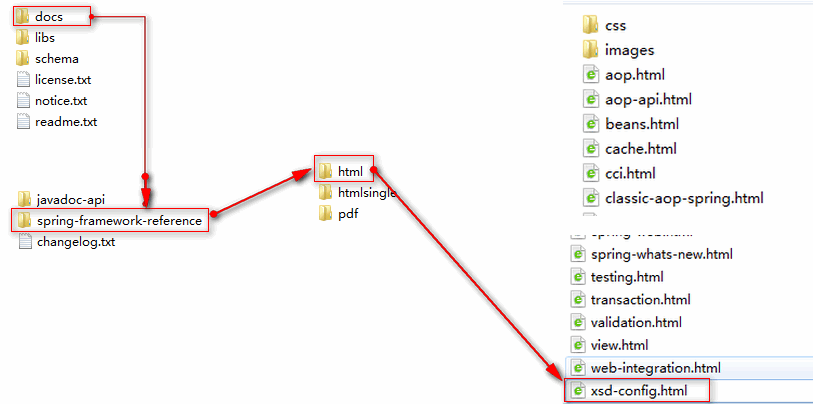 docs
libs
schema
license.txt
notice.txt
readme.txt
javadoc-api
spring-framework-reference
changelog.txt
html
htmlsingle
pdf
css
images
aop.html
aop-api.html
beans.html
cache.html
cci.html
classic-aop-spring.html
spring-whats-new.html
testing.html
transaction.html
validation.html
view.html
web-integration.html
xsd-config.html